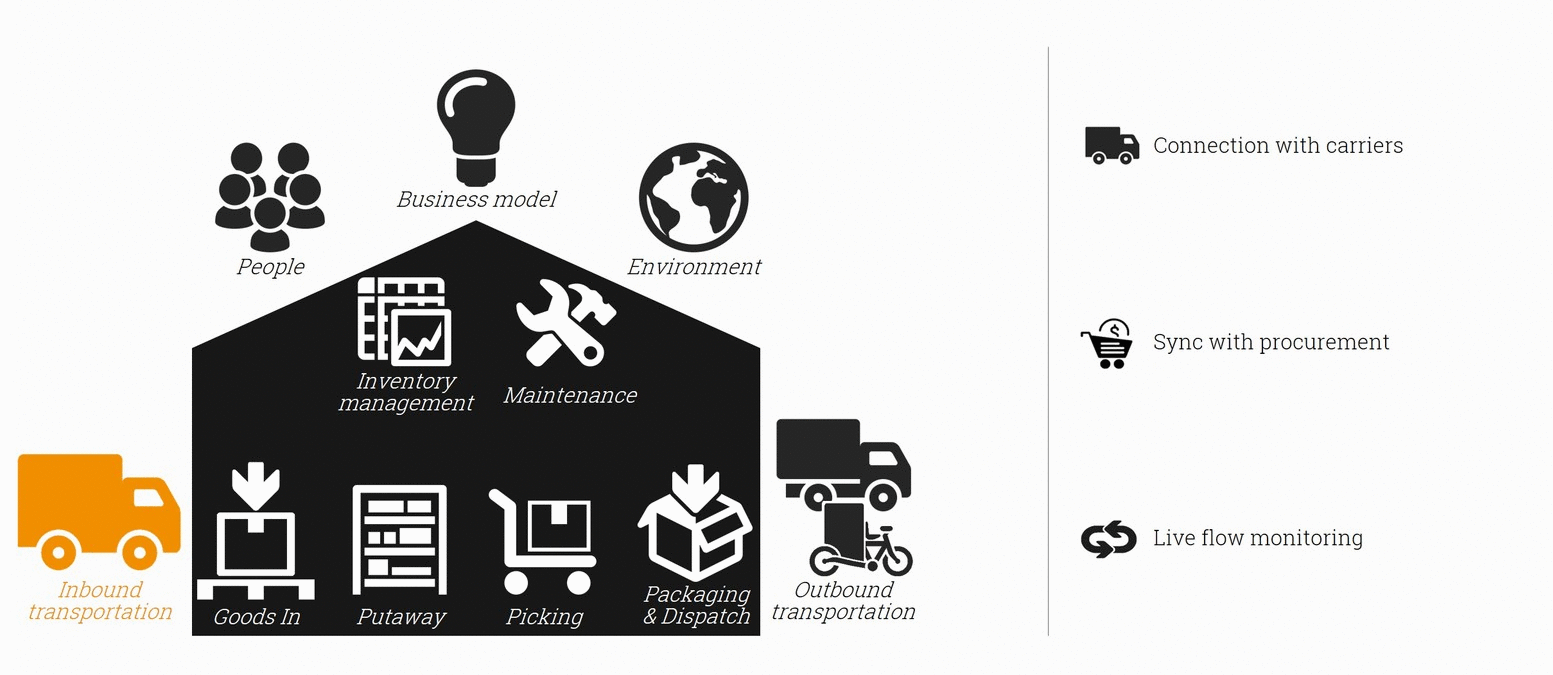 Business model
People
Environment
Inventory
management
Maintenance
Inbound
transportation
Goods In
Putaway
Picking
Packaging
& Dispatch
Outbound
transportation
Connection with carriers
$
Sync with procurement
Live flow monitoring